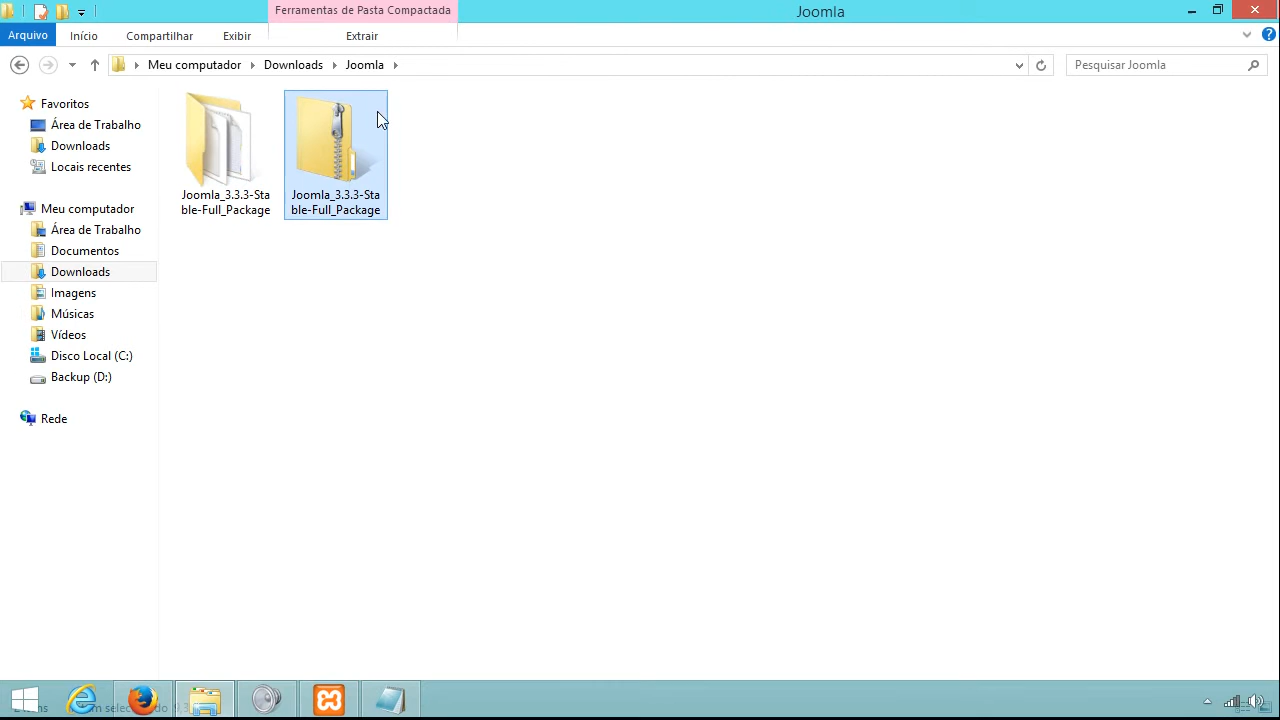 Ferramentas de Pasta Compactada
Joomla
Arquivo
Início
Compartilhar
Exibir
Extrair
Meu computador
Downloads
Joomla
Pesquisar Joomla
Favoritos
Área de Trabalho
Downloads
Locais recentes
Meu computador
Área de Trabalho
Documentos
Downloads
Imagens
Músicas
Vídeos
Disco Local (C:)
Backup (D:)
Rede
Joomla_3.3.3-Sta
ble-Full_Package
Joomla_3.3.3-Sta
ble-Full_Package